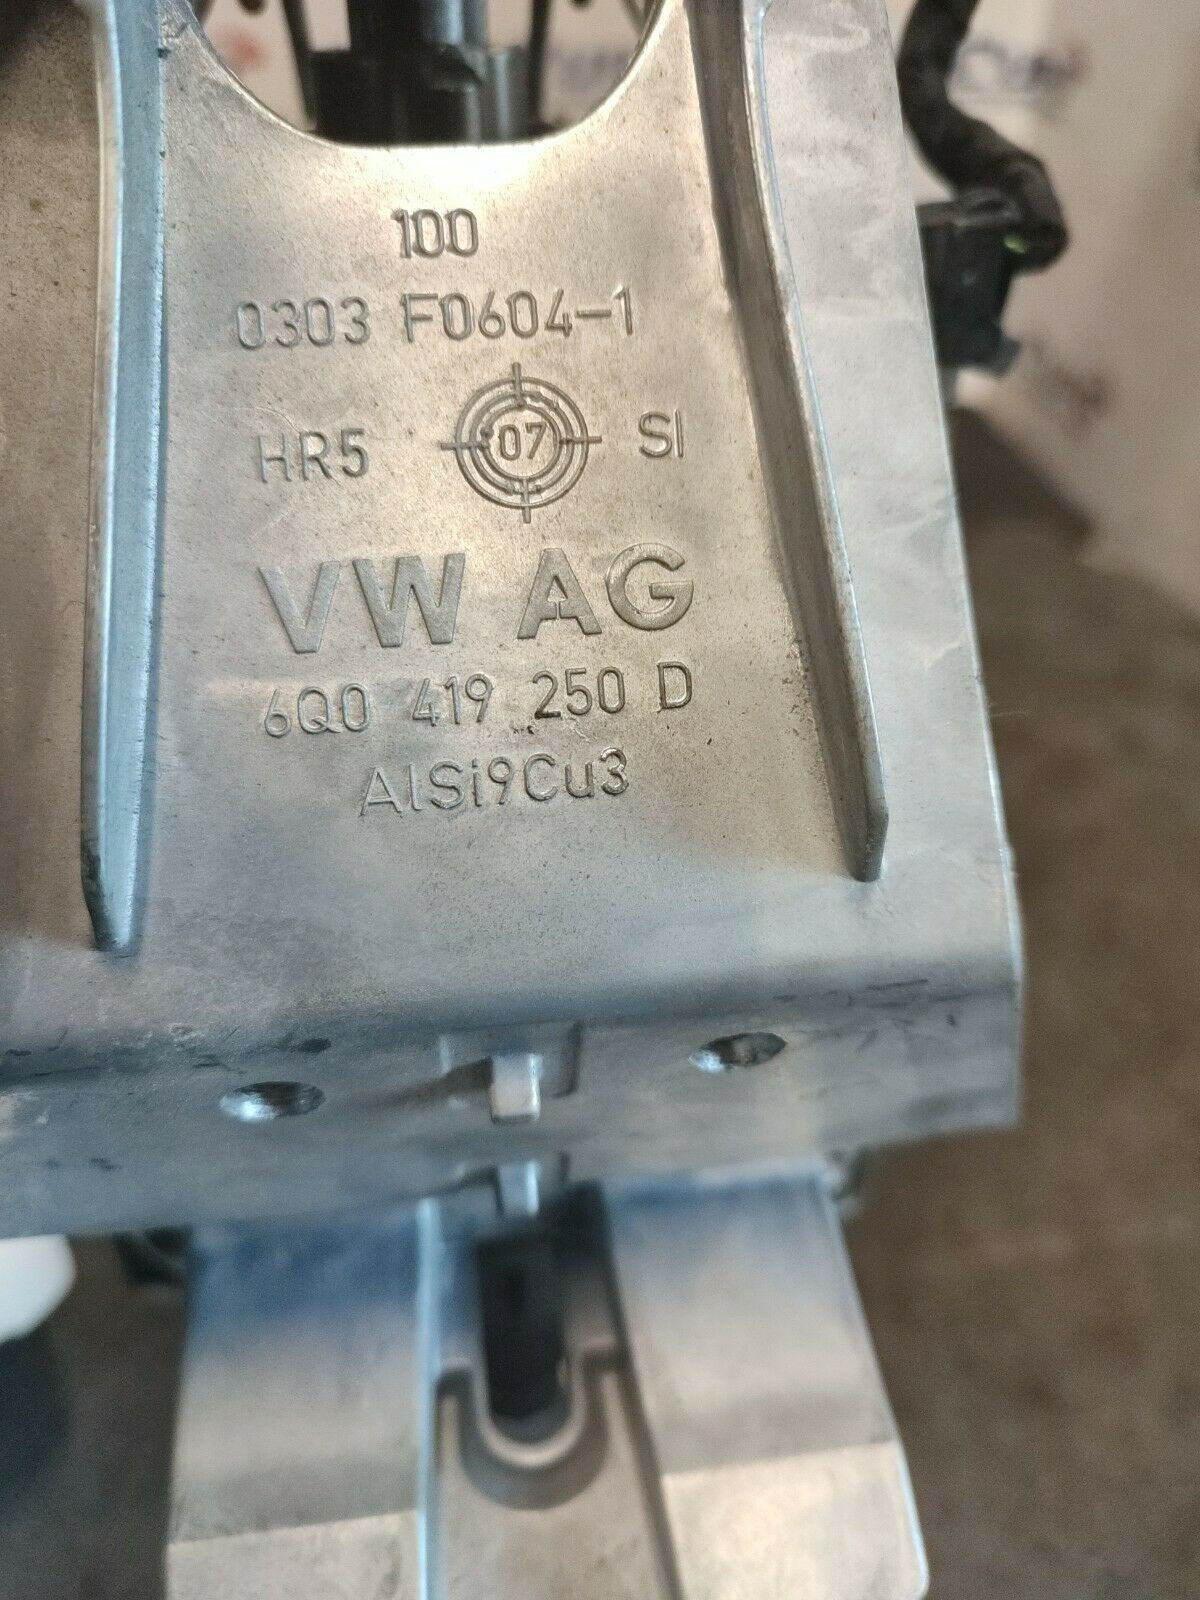 100
0303 F0604-1
HR5 07 SI
VW AG
6Q0 419 250 D
AlSi9Cu3